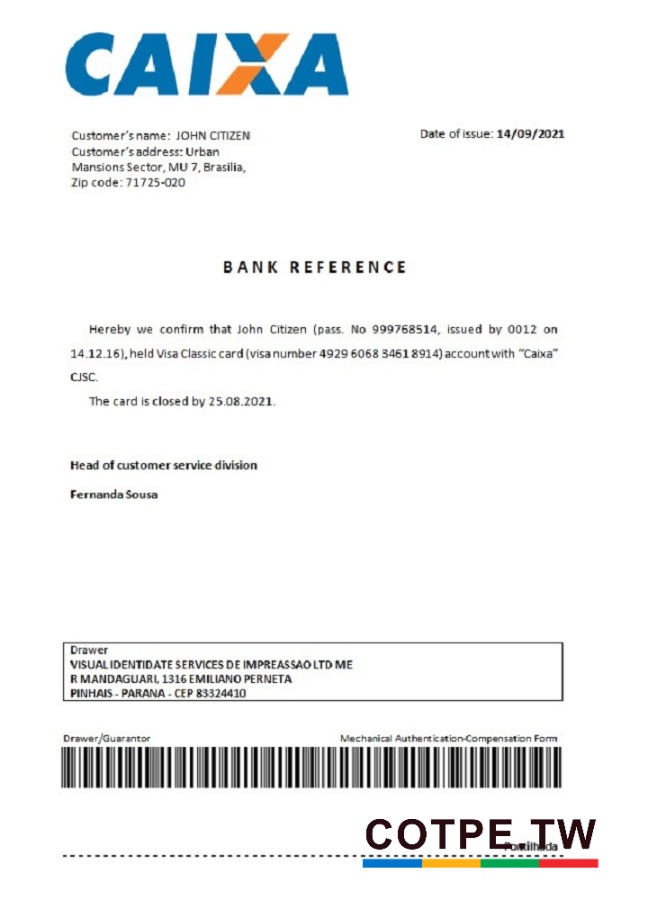 CAIXA
Customer's name: JOHN CITIZEN
Date of issue: 14/09/2021
Customer's address: Urban
Mansions Sector, MU 7, Brasilia,
Zip code: 71725-020
BANK REFERENCE
Hereby we confirm that John Citizen (pass. No 999768514, issued by 0012 on
14.12.16), held Visa Classic card (visa number 4929 6068 3461 8914) account with "Caixa"
CJSC.
The card is closed by 25.08.2021.
Head of customer service division
Fernanda Sousa
Drawer
VISUAL IDENTIDATE SERVICES DE IMPREASSAO LTD ME
R MANDAGUARI, 1316 EMILIANO PERNETA
PINHAIS - PARANA - CEP 83324410
Drawer/Guarantor
Mechanical Authentication-Compensation Form
COTPE.TW